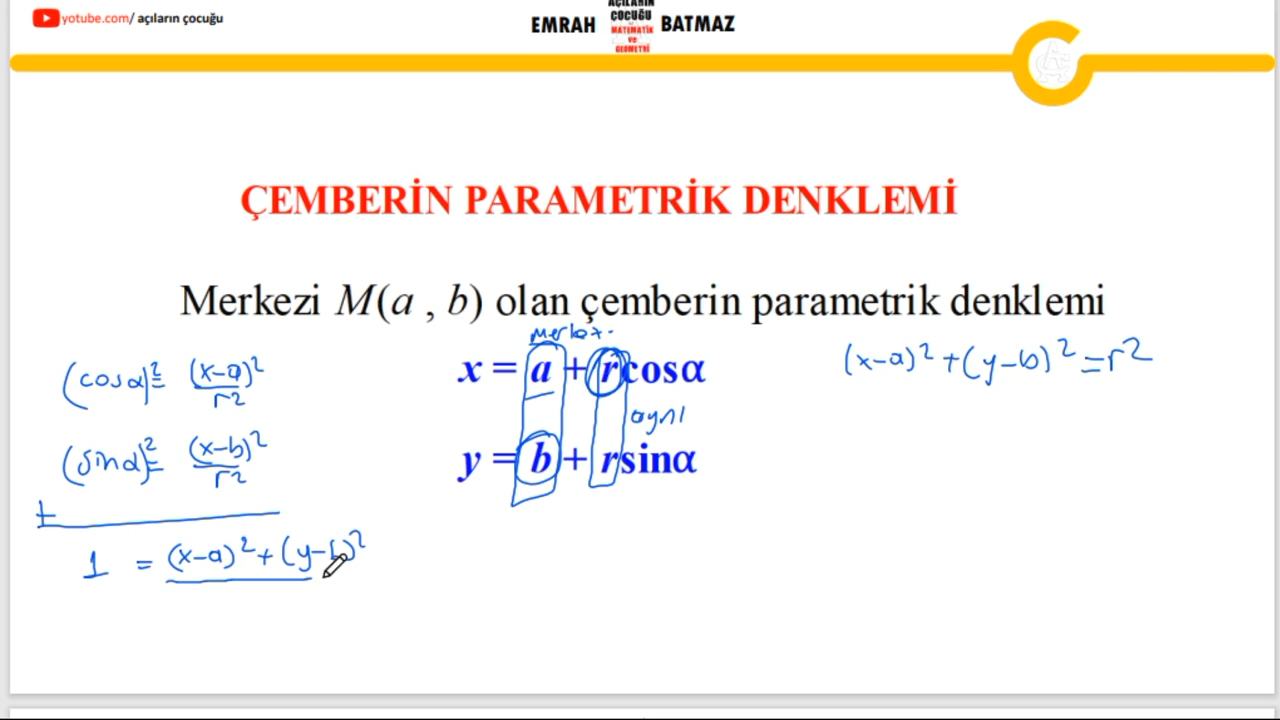 yotube.com/ açıların çocuğu
EMRAH
AÇILARIN
ÇOCUĞU
MATEMATİK
ve
GEOMETRİ
BATMAZ
ÇEMBERİN PARAMETRİK DENKLEMİ
Merkezi M(a , b) olan çemberin parametrik denklemi
merkez.
x = a + rcosα
aynı
y = b + rsinα
(x-a)² + (y-b)² = r²
(cosα)² = (x-a)²/r²
(sinα)² = (x-b)²/r²
+
1 = (x-a)² + (y-b)²